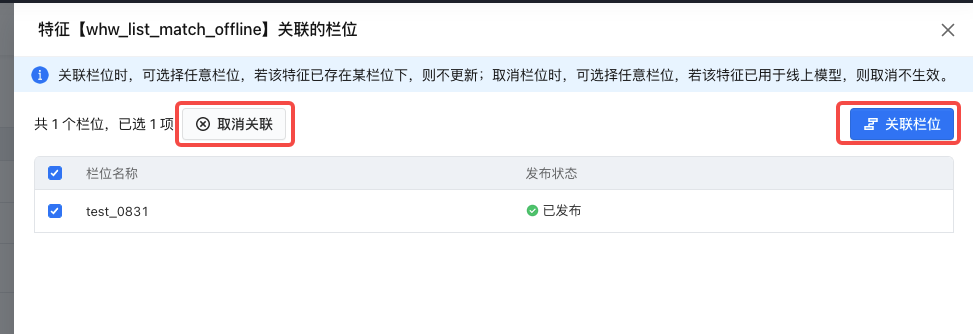 特征【whw_list_match_offline】关联的栏位
关联栏位时，可选择任意栏位，若该特征已存在某栏位下，则不更新；取消栏位时，可选择任意栏位，若该特征已用于线上模型，则取消不生效。
共 1 个栏位，已选 1 项 取消关联 关联栏位
栏位名称 发布状态
test_0831 已发布